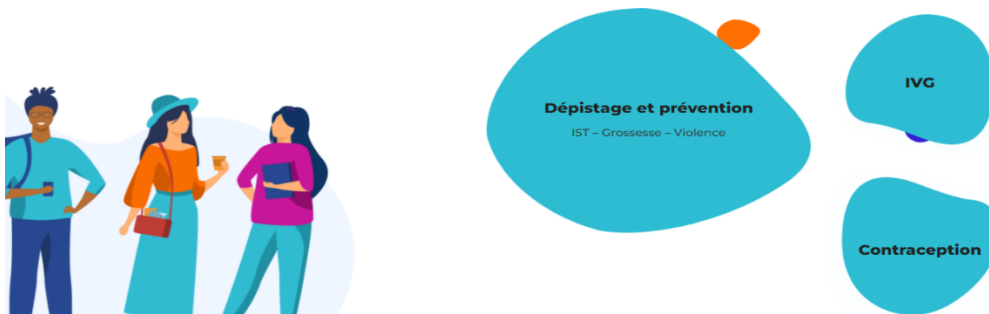 Dépistage et prévention
IST – Grossesse – Violence
IVG
Contraception